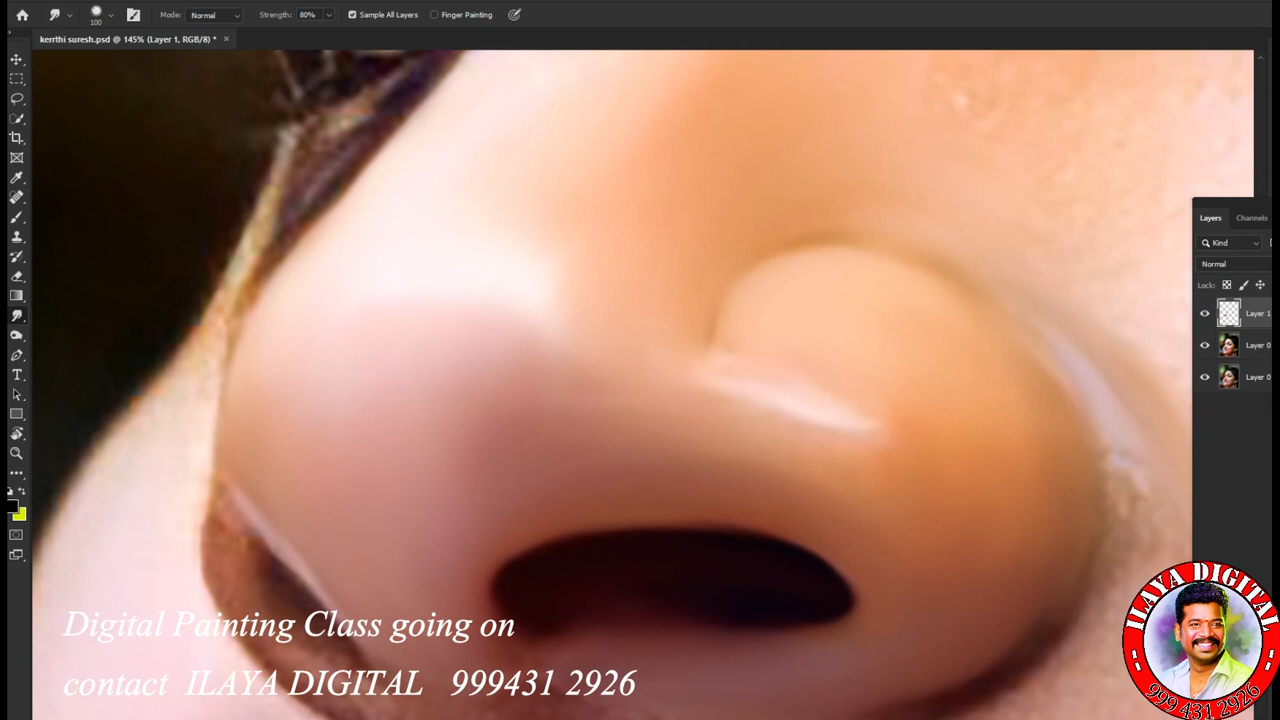 100
Mode:
Normal
Strength:
80%
Sample All Layers
Finger Painting
kerrthi suresh.psd @ 145% (Layer 1, RGB/8) *
×
Layers
Channels
Kind
Normal
Lock:
Layer 1
Layer 0
Layer 0
Digital Painting Class going on
contact ILAYA DIGITAL 999431 2926
ILAYA DIGITAL
999 431 2926